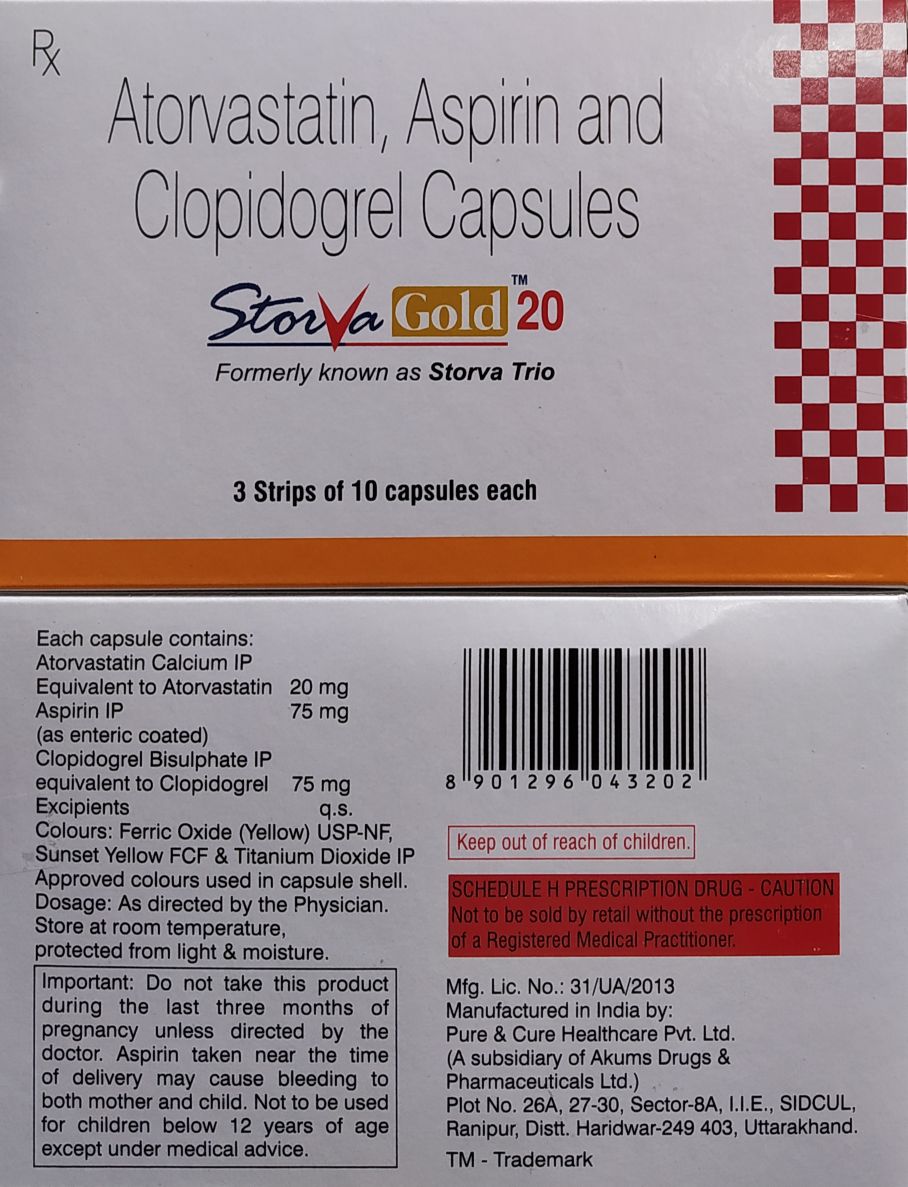 Rx
Atorvastatin, Aspirin and
Clopidogrel Capsules
Storva Gold™ 20
Formerly known as Storva Trio
3 Strips of 10 capsules each
Each capsule contains:
Atorvastatin Calcium IP
Equivalent to Atorvastatin 20 mg
Aspirin IP 75 mg
(as enteric coated)
Clopidogrel Bisulphate IP
equivalent to Clopidogrel 75 mg
Excipients q.s.
Colours: Ferric Oxide (Yellow) USP-NF,
Sunset Yellow FCF & Titanium Dioxide IP
Approved colours used in capsule shell.
Dosage: As directed by the Physician.
Store at room temperature,
protected from light & moisture.
Important: Do not take this product
during the last three months of
pregnancy unless directed by the
doctor. Aspirin taken near the time
of delivery may cause bleeding to
both mother and child. Not to be used
for children below 12 years of age
except under medical advice.
8 901296 043202
Keep out of reach of children.
SCHEDULE H PRESCRIPTION DRUG - CAUTION
Not to be sold by retail without the prescription
of a Registered Medical Practitioner.
Mfg. Lic. No.: 31/UA/2013
Manufactured in India by:
Pure & Cure Healthcare Pvt. Ltd.
(A subsidiary of Akums Drugs &
Pharmaceuticals Ltd.)
Plot No. 26A, 27-30, Sector-8A, I.I.E., SIDCUL,
Ranipur, Distt. Haridwar-249 403, Uttarakhand.
TM - Trademark